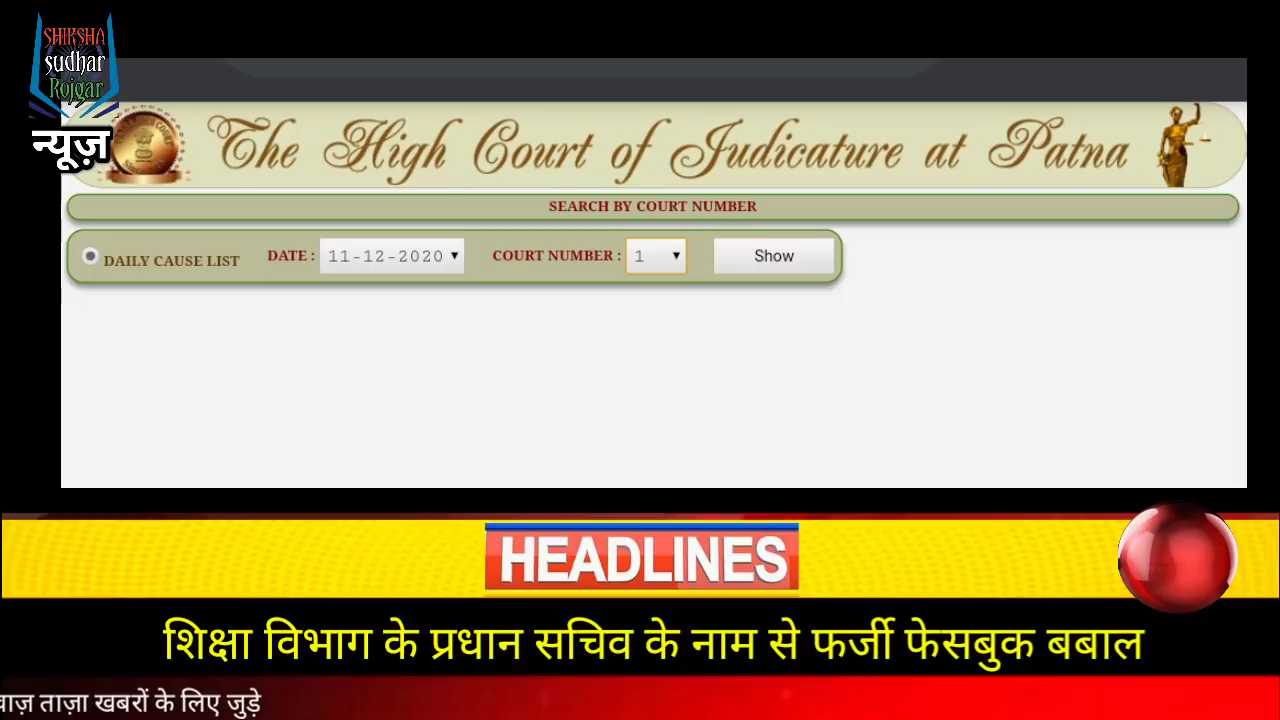 SHIKSHA
sudhar
Rojgar
न्यूज़
The High Court of Judicature at Patna
SEARCH BY COURT NUMBER
DAILY CAUSE LIST DATE : 11-12-2020 COURT NUMBER : 1 Show
HEADLINES
शिक्षा विभाग के प्रधान सचिव के नाम से फर्जी फेसबुक बबाल
ताज़ा खबरों के लिए जुड़े